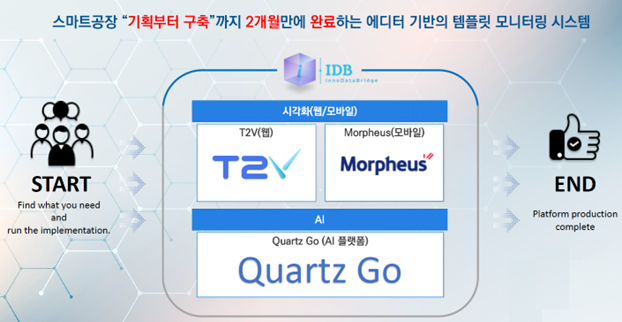 스마트공장 “기획부터 구축”까지 2개월만에 완료하는 에디터 기반의 템플릿 모니터링 시스템
i IDB
InnoDataBridge
시각화(웹/모바일)
T2V(웹)
T2V
Morpheus(모바일)
Morpheus
AI
Quartz Go (AI 플랫폼)
Quartz Go
START
Find what you need
and
run the implementation.
END
Platform production
complete